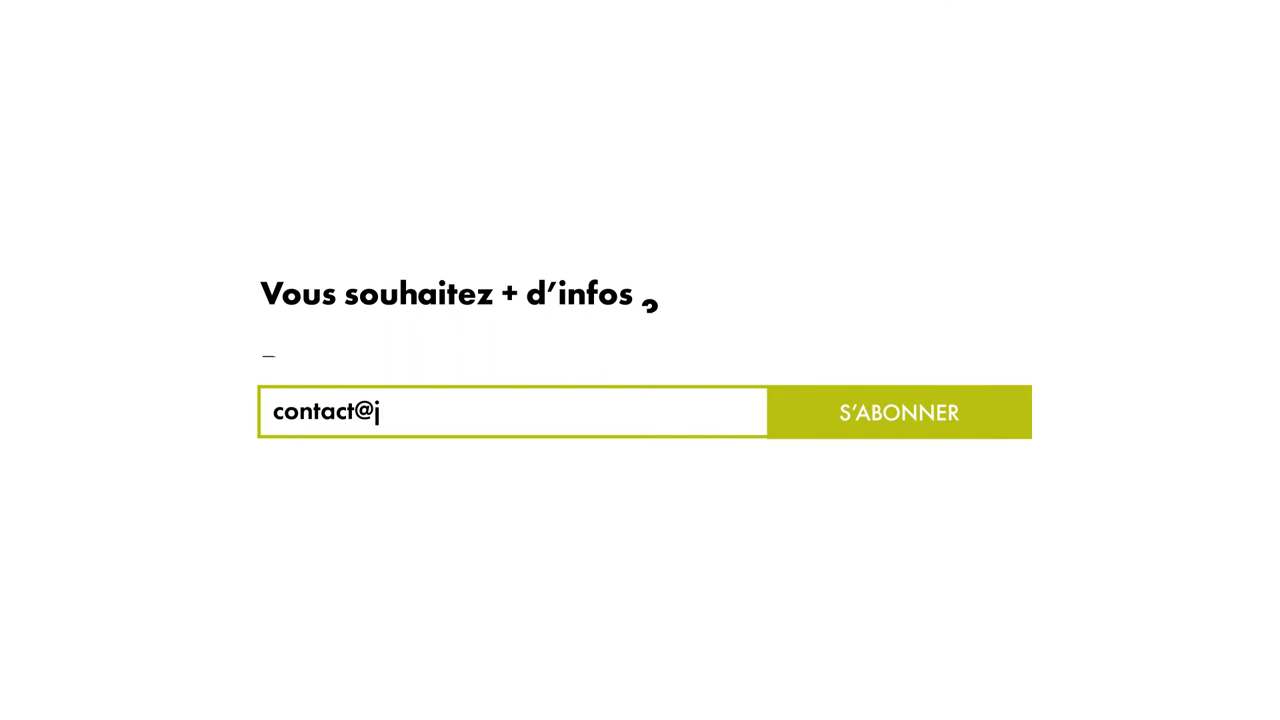 Vous souhaitez + d’infos ?
_
contact@j
S’ABONNER